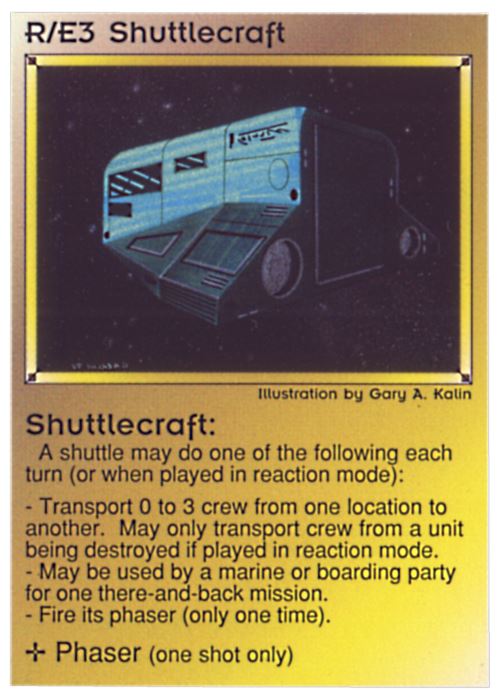 R/E3 Shuttlecraft
Illustration by Gary A. Kalin
Shuttlecraft:
A shuttle may do one of the following each
turn (or when played in reaction mode):
- Transport 0 to 3 crew from one location to
another. May only transport crew from a unit
being destroyed if played in reaction mode.
- May be used by a marine or boarding party
for one there-and-back mission.
- Fire its phaser (only one time).
✛ Phaser (one shot only)